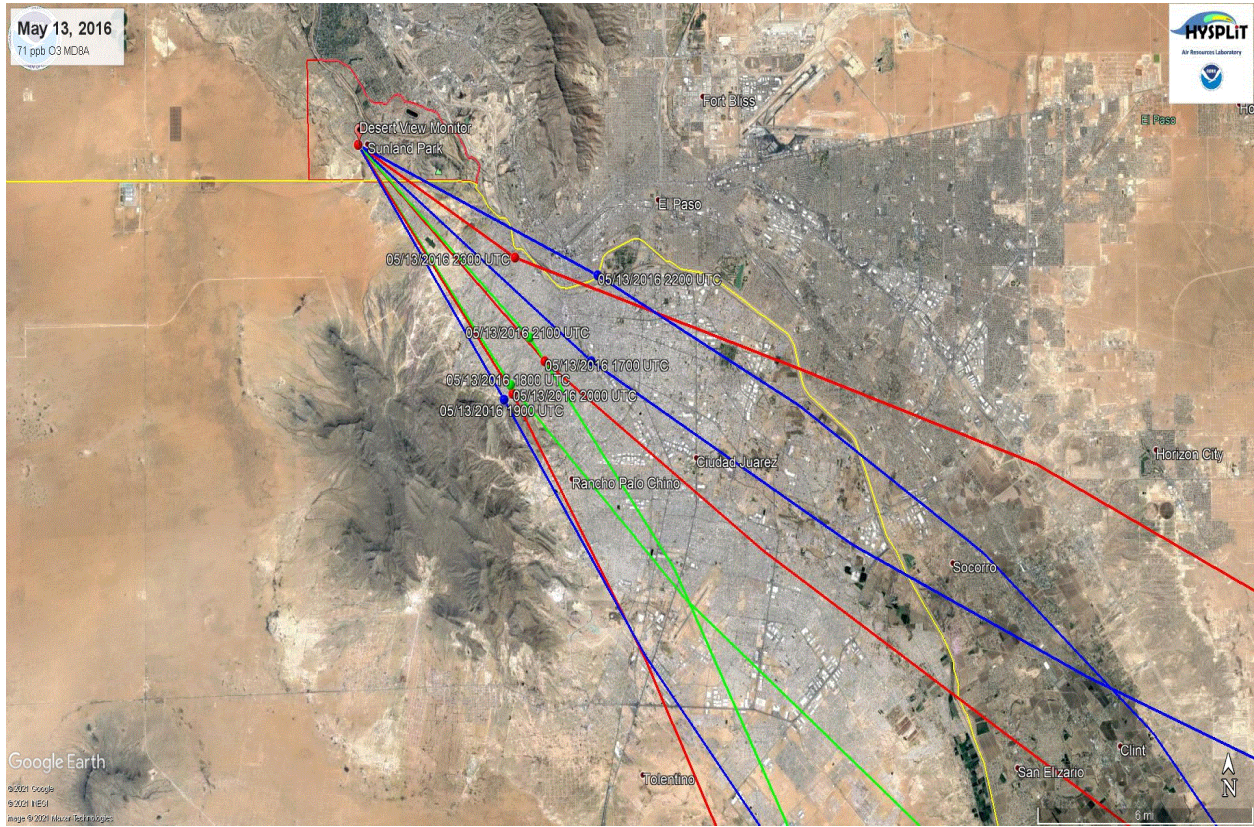 May 13, 2016
71 ppb O3 MD8A
HYSPLIT
Air Resources Laboratory
NOAA
Fort Bliss
Ho
El Paso
Desert View Monitor
Sunland Park
El Paso
05/13/2016 2300 UTC
05/13/2016 2200 UTC
05/13/2016 2100 UTC
05/13/2016 1700 UTC
05/13/2016 1800 UTC
05/13/2016 2000 UTC
05/13/2016 1900 UTC
Ciudad Juarez
Horizon City
Rancho Palo Chino
Socorro
Clint
San Elizario
Tolentino
N
6 mi
Google Earth
©2021 Google
©2021 INEGI
Image © 2021 Maxar Technologies